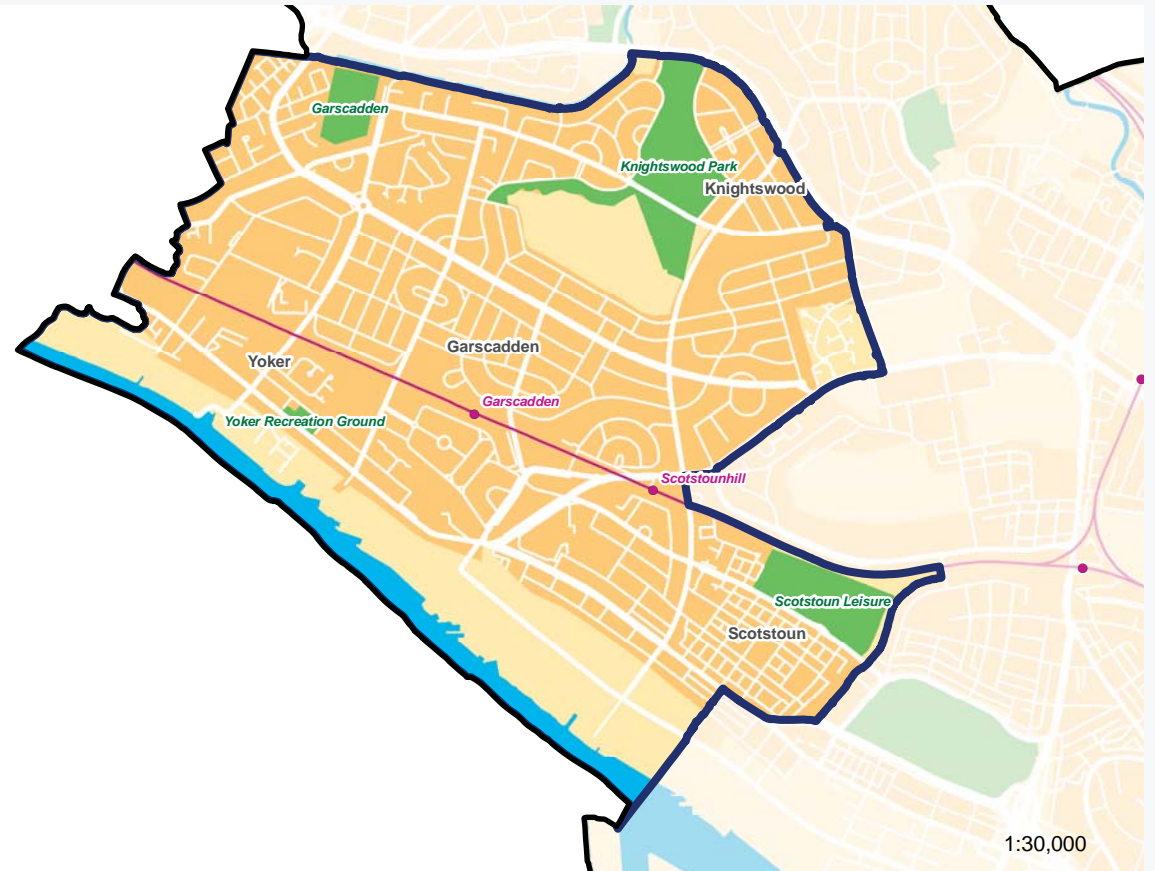 Garscadden
Knightswood Park
Knightswood
Garscadden
Yoker
Garscadden
Yoker Recreation Ground
Scotstounhill
Scotstoun Leisure
Scotstoun
1:30,000